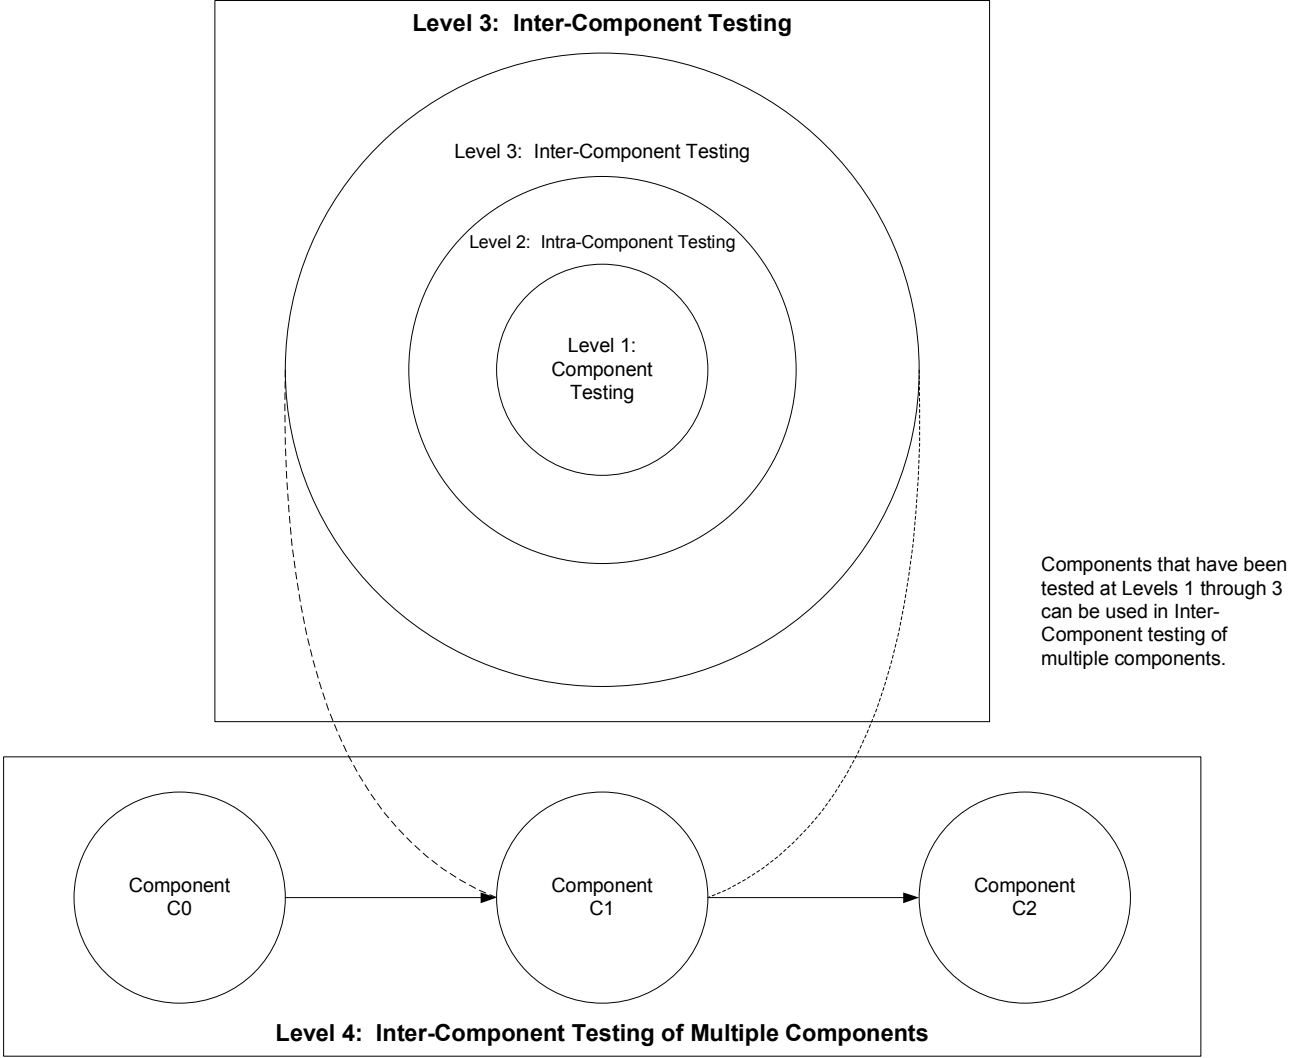 Level 3:  Inter-Component Testing
Level 3:  Inter-Component Testing
Level 2:  Intra-Component Testing
Level 1:
Component
Testing
Components that have been
tested at Levels 1 through 3
can be used in Inter-
Component testing of
multiple components.
Component
C0
Component
C1
Component
C2
Level 4:  Inter-Component Testing of Multiple Components